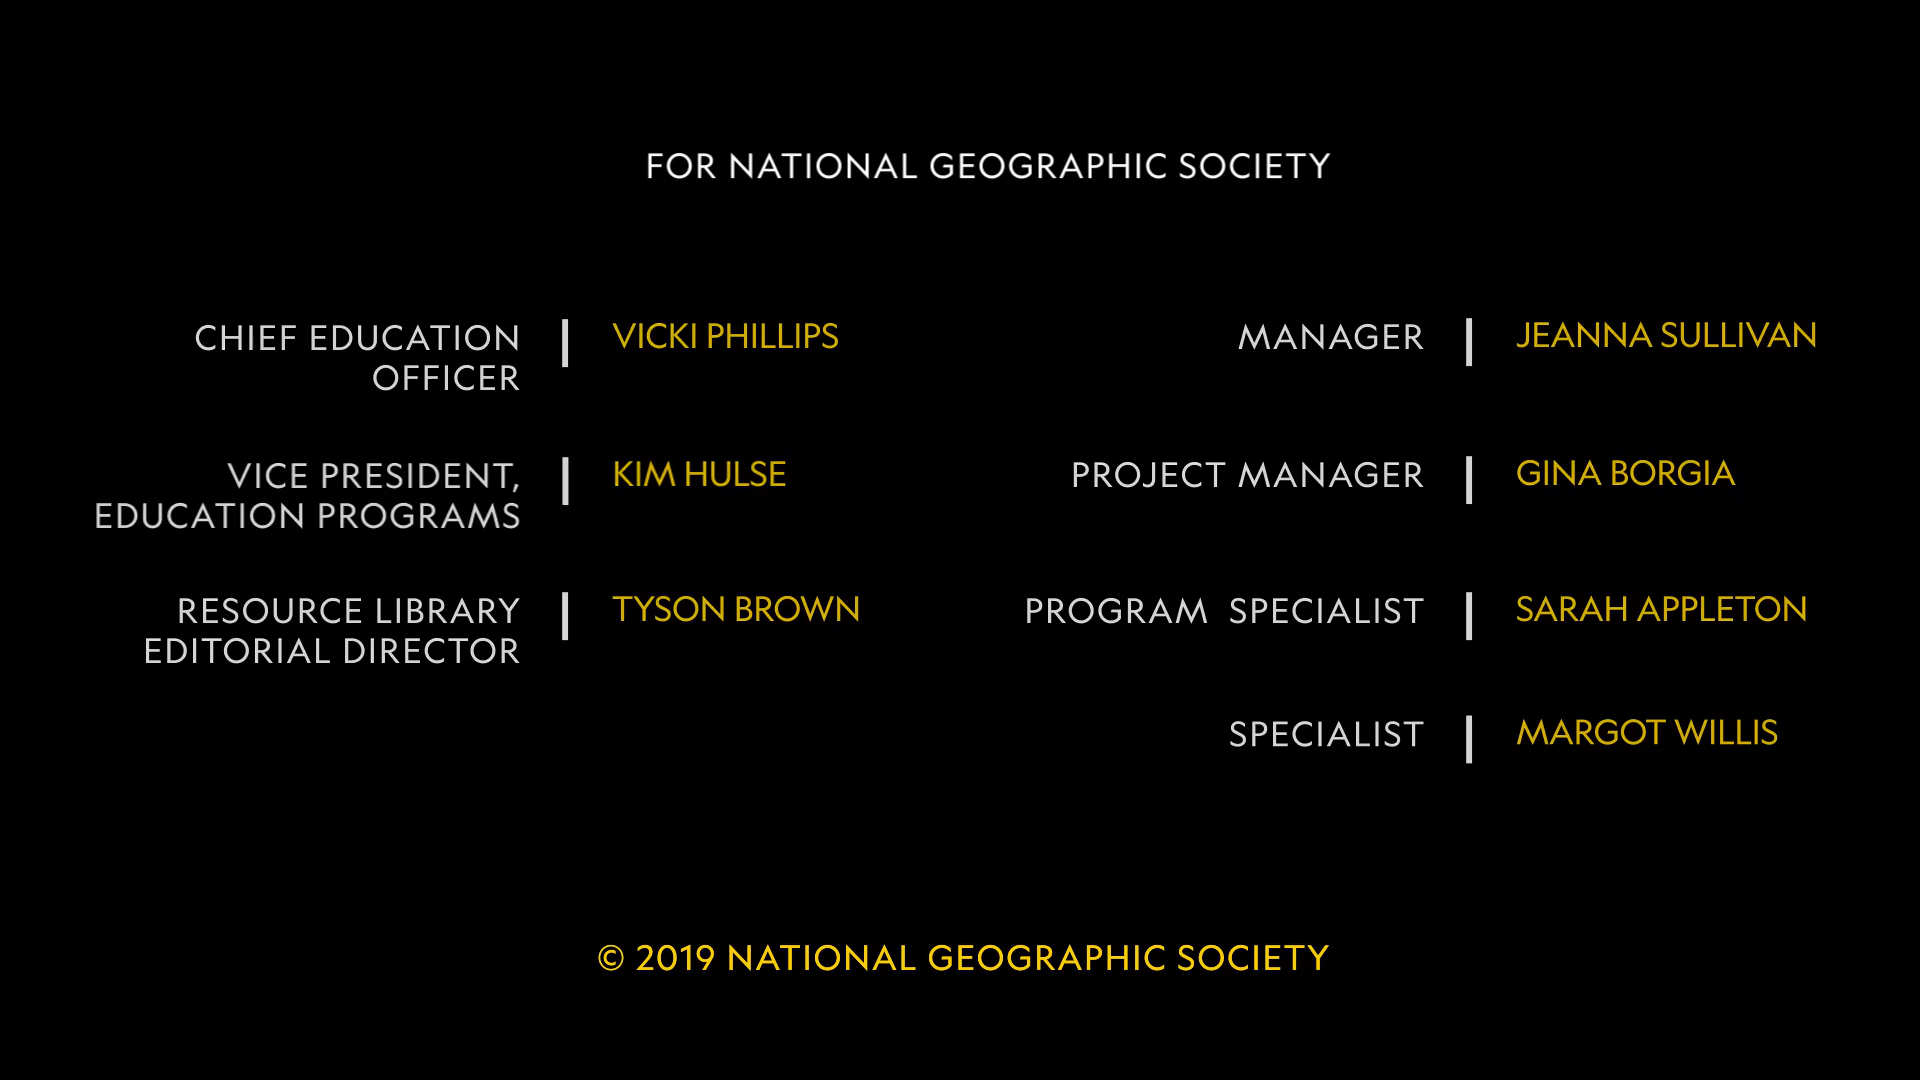 FOR NATIONAL GEOGRAPHIC SOCIETY
CHIEF EDUCATION
OFFICER | VICKI PHILLIPS
VICE PRESIDENT,
EDUCATION PROGRAMS | KIM HULSE
RESOURCE LIBRARY
EDITORIAL DIRECTOR | TYSON BROWN
MANAGER | JEANNA SULLIVAN
PROJECT MANAGER | GINA BORGIA
PROGRAM SPECIALIST | SARAH APPLETON
SPECIALIST | MARGOT WILLIS
© 2019 NATIONAL GEOGRAPHIC SOCIETY